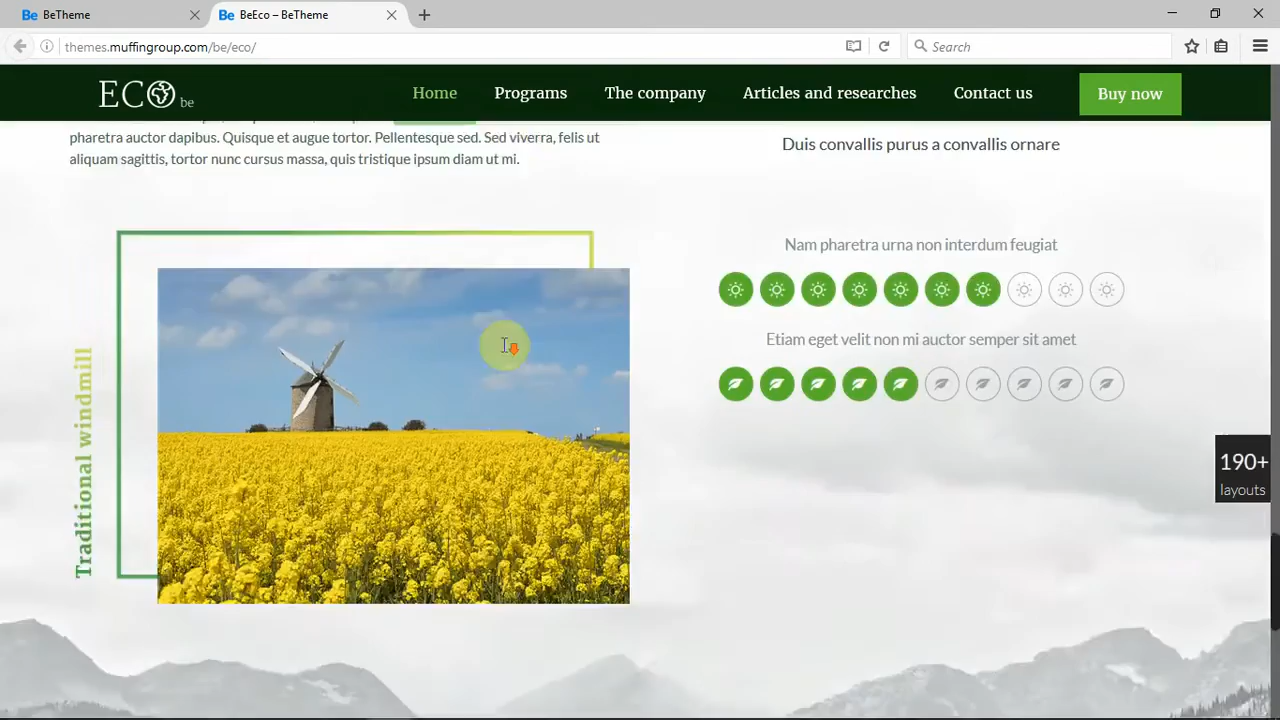 BeTheme
BeEco – BeTheme
themes.muffingroup.com/be/eco/
Search
ECO be
Home
Programs
The company
Articles and researches
Contact us
Buy now
pharetra auctor dapibus. Quisque et augue tortor. Pellentesque sed. Sed viverra, felis ut
aliquam sagittis, tortor nunc cursus massa, quis tristique ipsum diam ut mi.
Duis convallis purus a convallis ornare
Traditional windmill
Nam pharetra urna non interdum feugiat
Etiam eget velit non mi auctor semper sit amet
190+
layouts